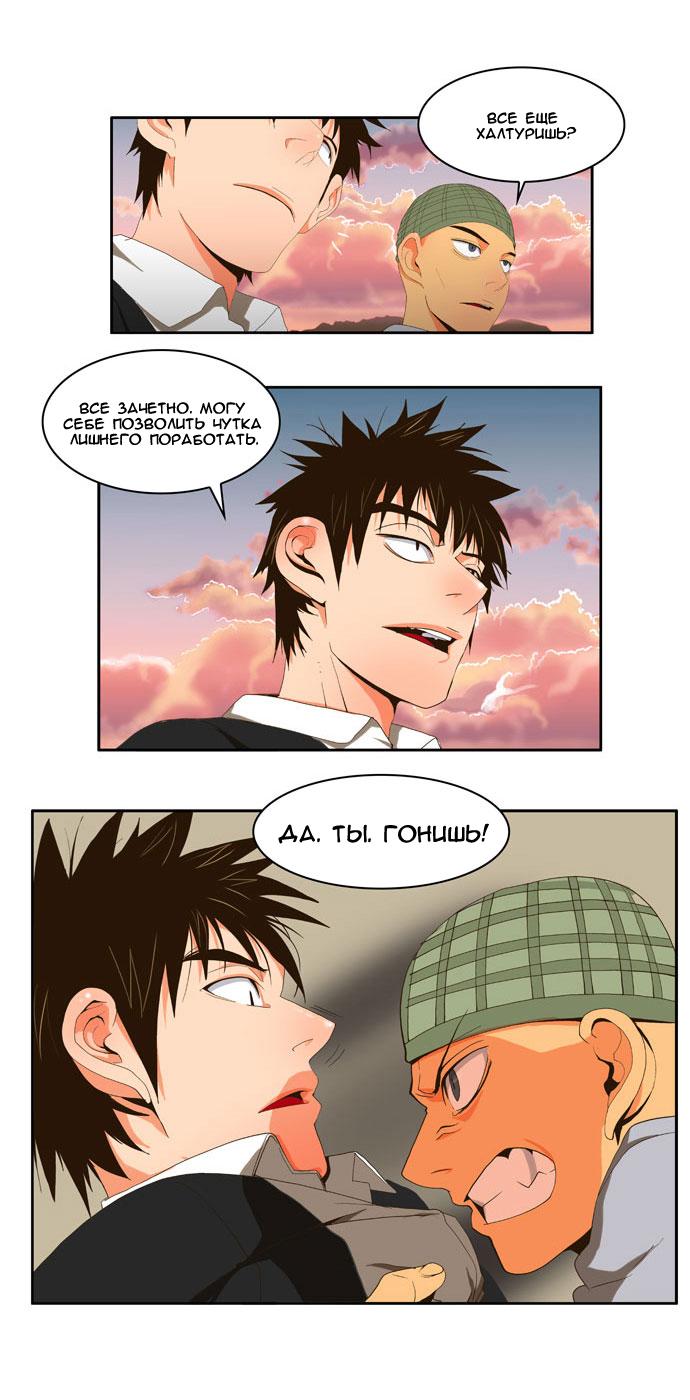 ВСЕ ЕЩЕ
ХАЛТУРИШЬ?
ВСЕ ЗАЧЕТНО. МОГУ
СЕБЕ ПОЗВОЛИТЬ ЧУТКА
ЛИШНЕГО ПОРАБОТАТЬ.
ДА. ТЫ. ГОНИШЬ!